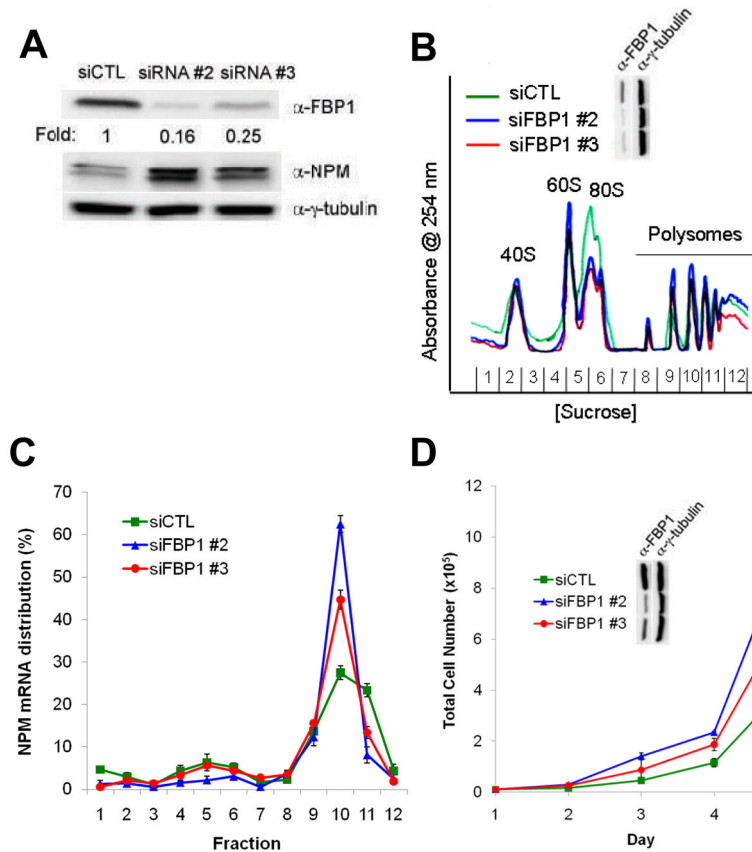 A
siCTL siRNA #2 siRNA #3
α-FBP1
Fold: 1 0.16 0.25
α-NPM
α-γ-tubulin
B
α-FBP1
α-γ-tubulin
siCTL
siFBP1 #2
siFBP1 #3
60S
80S
40S
Polysomes
Absorbance @ 254 nm
1 2 3 4 5 6 7 8 9 10 11 12
[Sucrose]
C
70
60
50
40
30
20
10
0
NPM mRNA distribution (%)
siCTL
siFBP1 #2
siFBP1 #3
1 2 3 4 5 6 7 8 9 10 11 12
Fraction
D
12
10
8
6
4
2
0
Total Cell Number (x10⁵)
α-FBP1
α-γ-tubulin
siCTL
siFBP1 #2
siFBP1 #3
1 2 3 4
Day